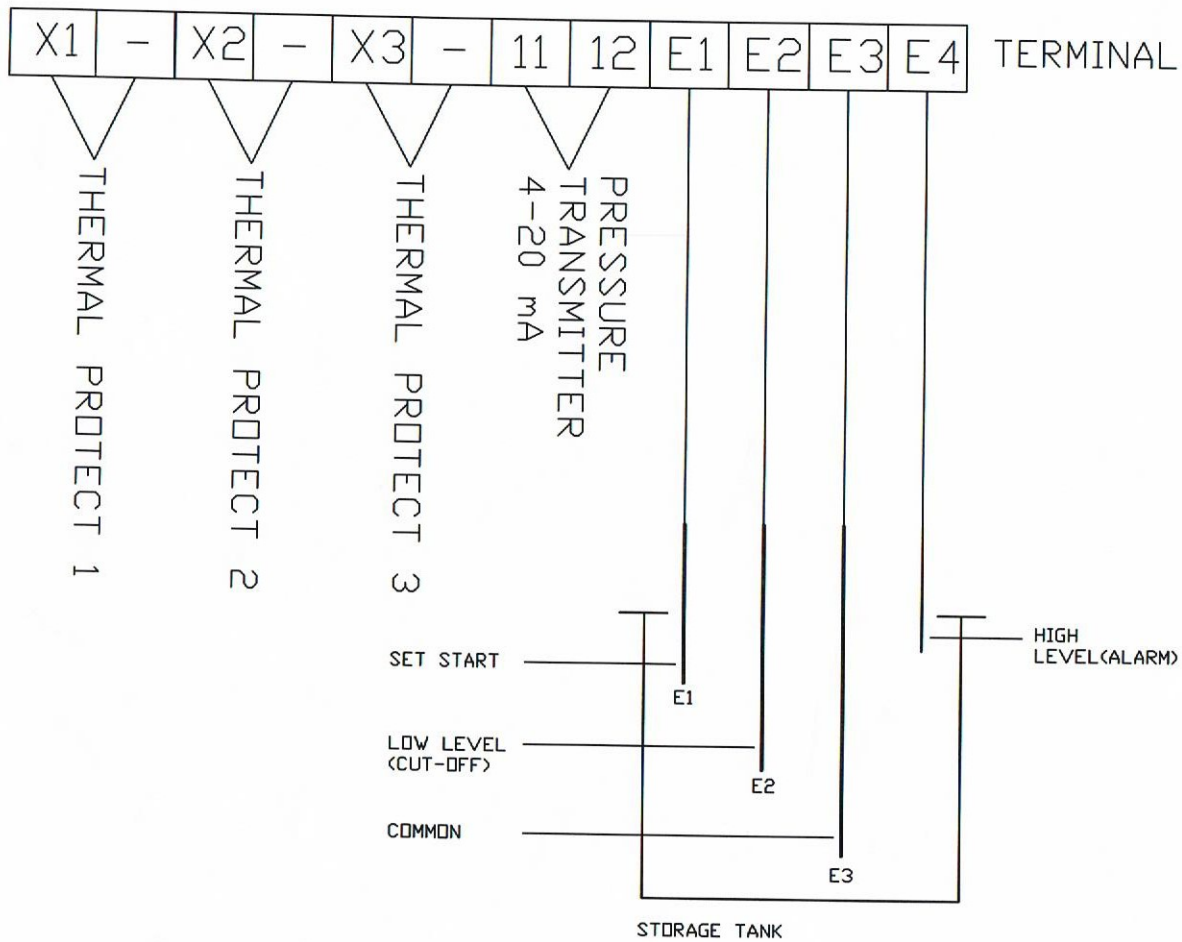 X1 - X2 - X3 - 11 12 E1 E2 E3 E4 TERMINAL
THERMAL PROTECT 1
THERMAL PROTECT 2
THERMAL PROTECT 3
PRESSURE
TRANSMITTER
4-20 mA
SET START
E1
HIGH
LEVEL(ALARM)
LOW LEVEL
(CUT-OFF)
E2
COMMON
E3
STORAGE TANK